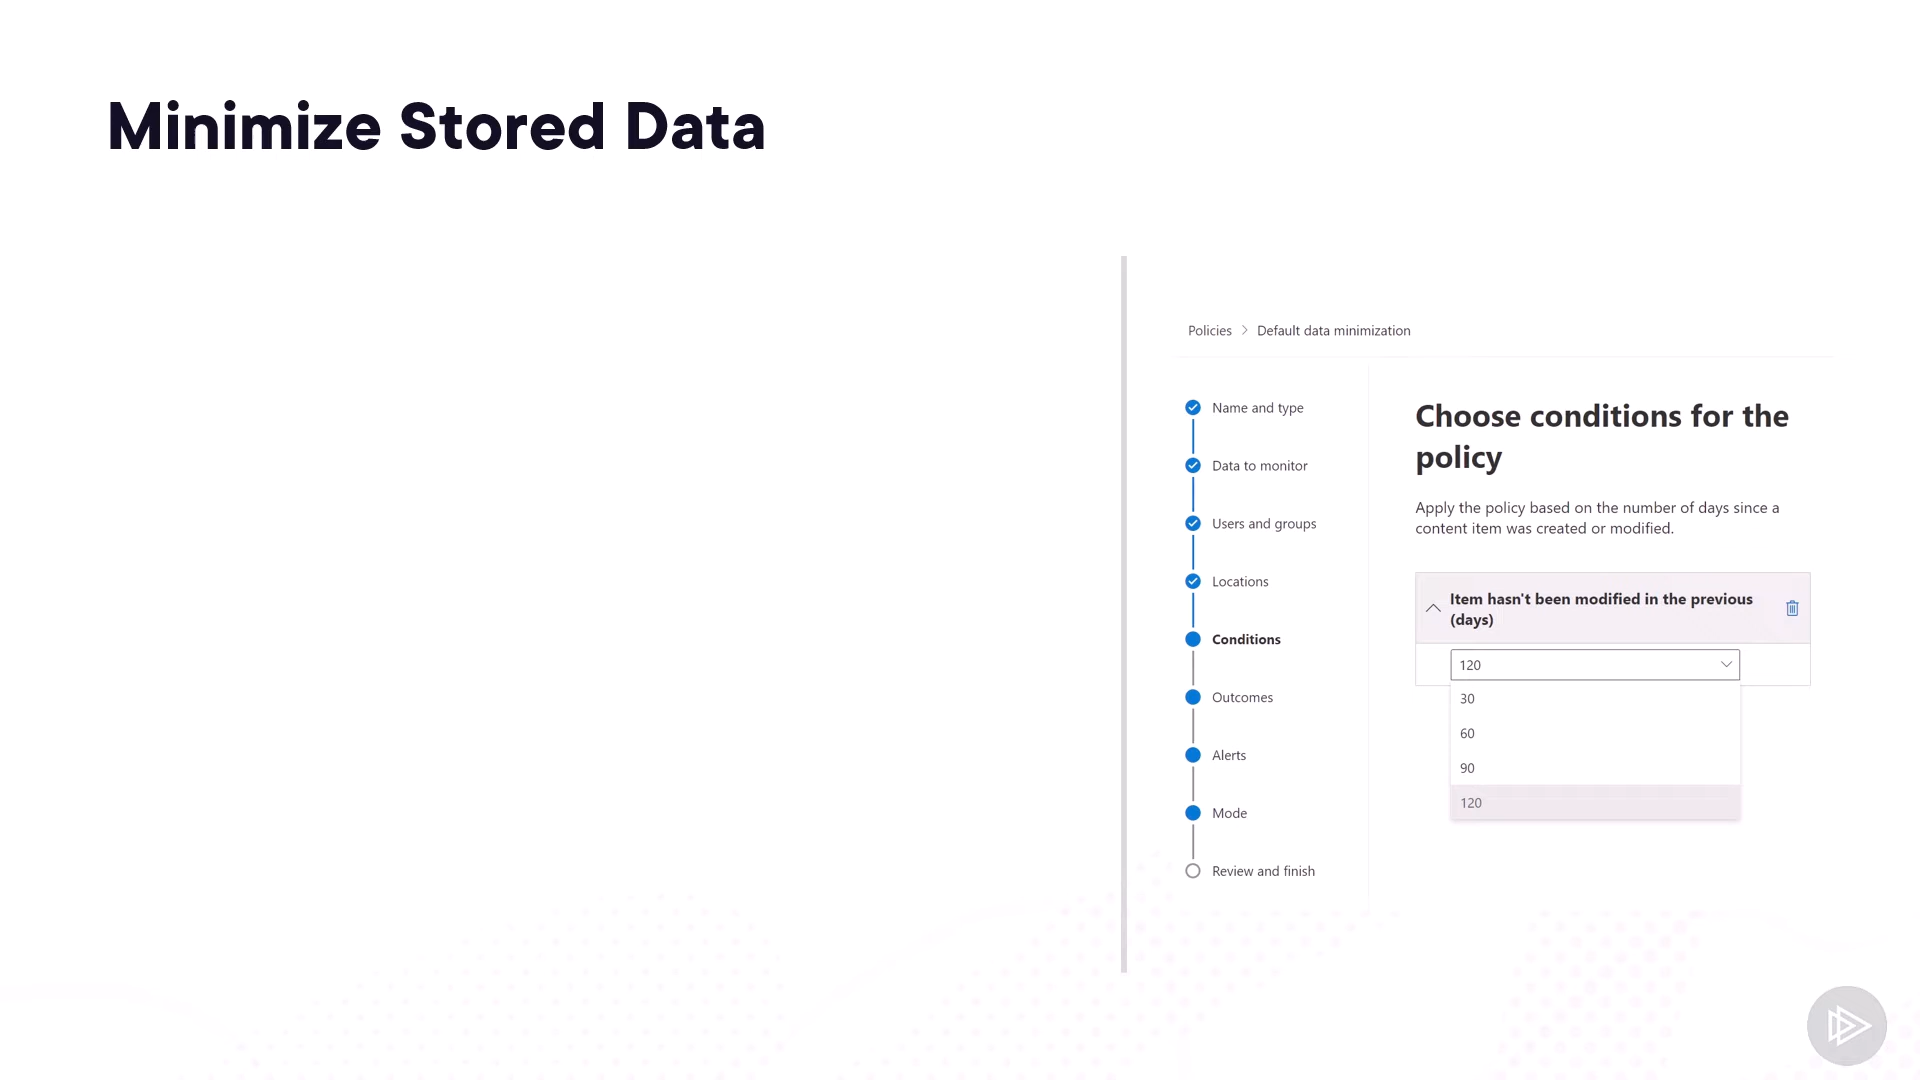 Minimize Stored Data
Policies > Default data minimization
Name and type
Data to monitor
Users and groups
Locations
Conditions
Outcomes
Alerts
Mode
Review and finish
Choose conditions for the
policy
Apply the policy based on the number of days since a
content item was created or modified.
Item hasn't been modified in the previous
(days)
120
30
60
90
120